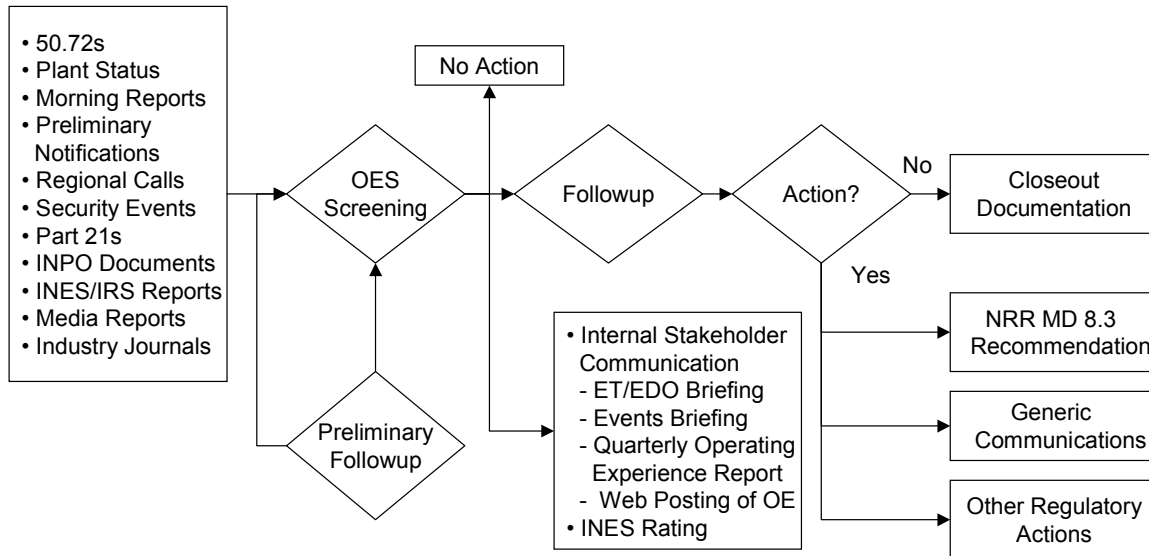 • 50.72s
• Plant Status
• Morning Reports
• Preliminary
Notifications
• Regional Calls
• Security Events
• Part 21s
• INPO Documents
• INES/IRS Reports
• Media Reports
• Industry Journals
OES
Screening
Preliminary
Followup
No Action
• Internal Stakeholder
Communication
- ET/EDO Briefing
- Events Briefing
- Quarterly Operating
Experience Report
- Web Posting of OE
• INES Rating
Followup
Action?
No
Closeout
Documentation
Yes
NRR MD 8.3
Recommendation
Generic
Communications
Other Regulatory
Actions